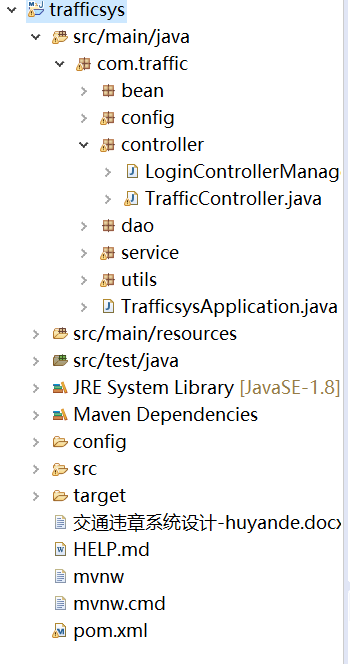 trafficsys
src/main/java
com.traffic
bean
config
controller
LoginControllerManag
TrafficController.java
dao
service
utils
TrafficsysApplication.java
src/main/resources
src/test/java
JRE System Library [JavaSE-1.8]
Maven Dependencies
config
src
target
交通违章系统设计-huyande.docx
HELP.md
mvnw
mvnw.cmd
pom.xml